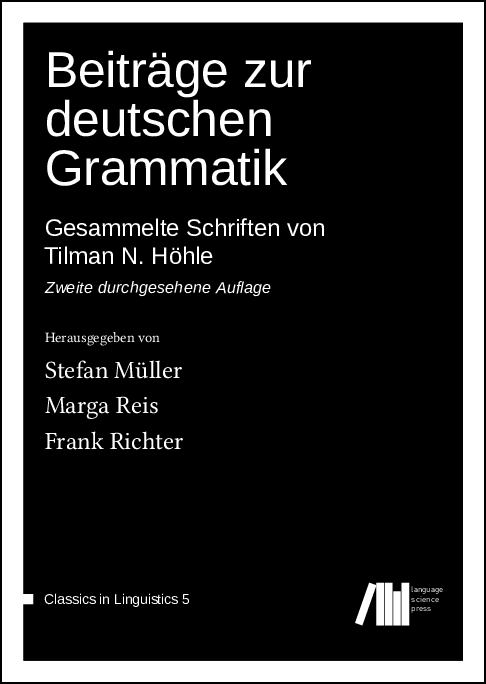 Beiträge zur
deutschen
Grammatik
Gesammelte Schriften von
Tilman N. Höhle
Zweite durchgesehene Auflage
Herausgegeben von
Stefan Müller
Marga Reis
Frank Richter
Classics in Linguistics 5
language
science
press